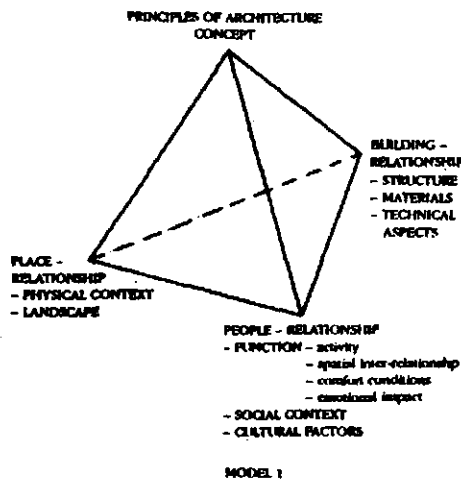 PRINCIPLES OF ARCHITECTURE
CONCEPT
BUILDING –
RELATIONSHIP
– STRUCTURE
– MATERIALS
– TECHNICAL
ASPECTS
PLACE –
RELATIONSHIP
– PHYSICAL CONTEXT
– LANDSCAPE
PEOPLE – RELATIONSHIP
– FUNCTION – activity
– spatial inter-relationship
– comfort conditions
– emotional impact
– SOCIAL CONTEXT
– CULTURAL FACTORS
MODEL 1